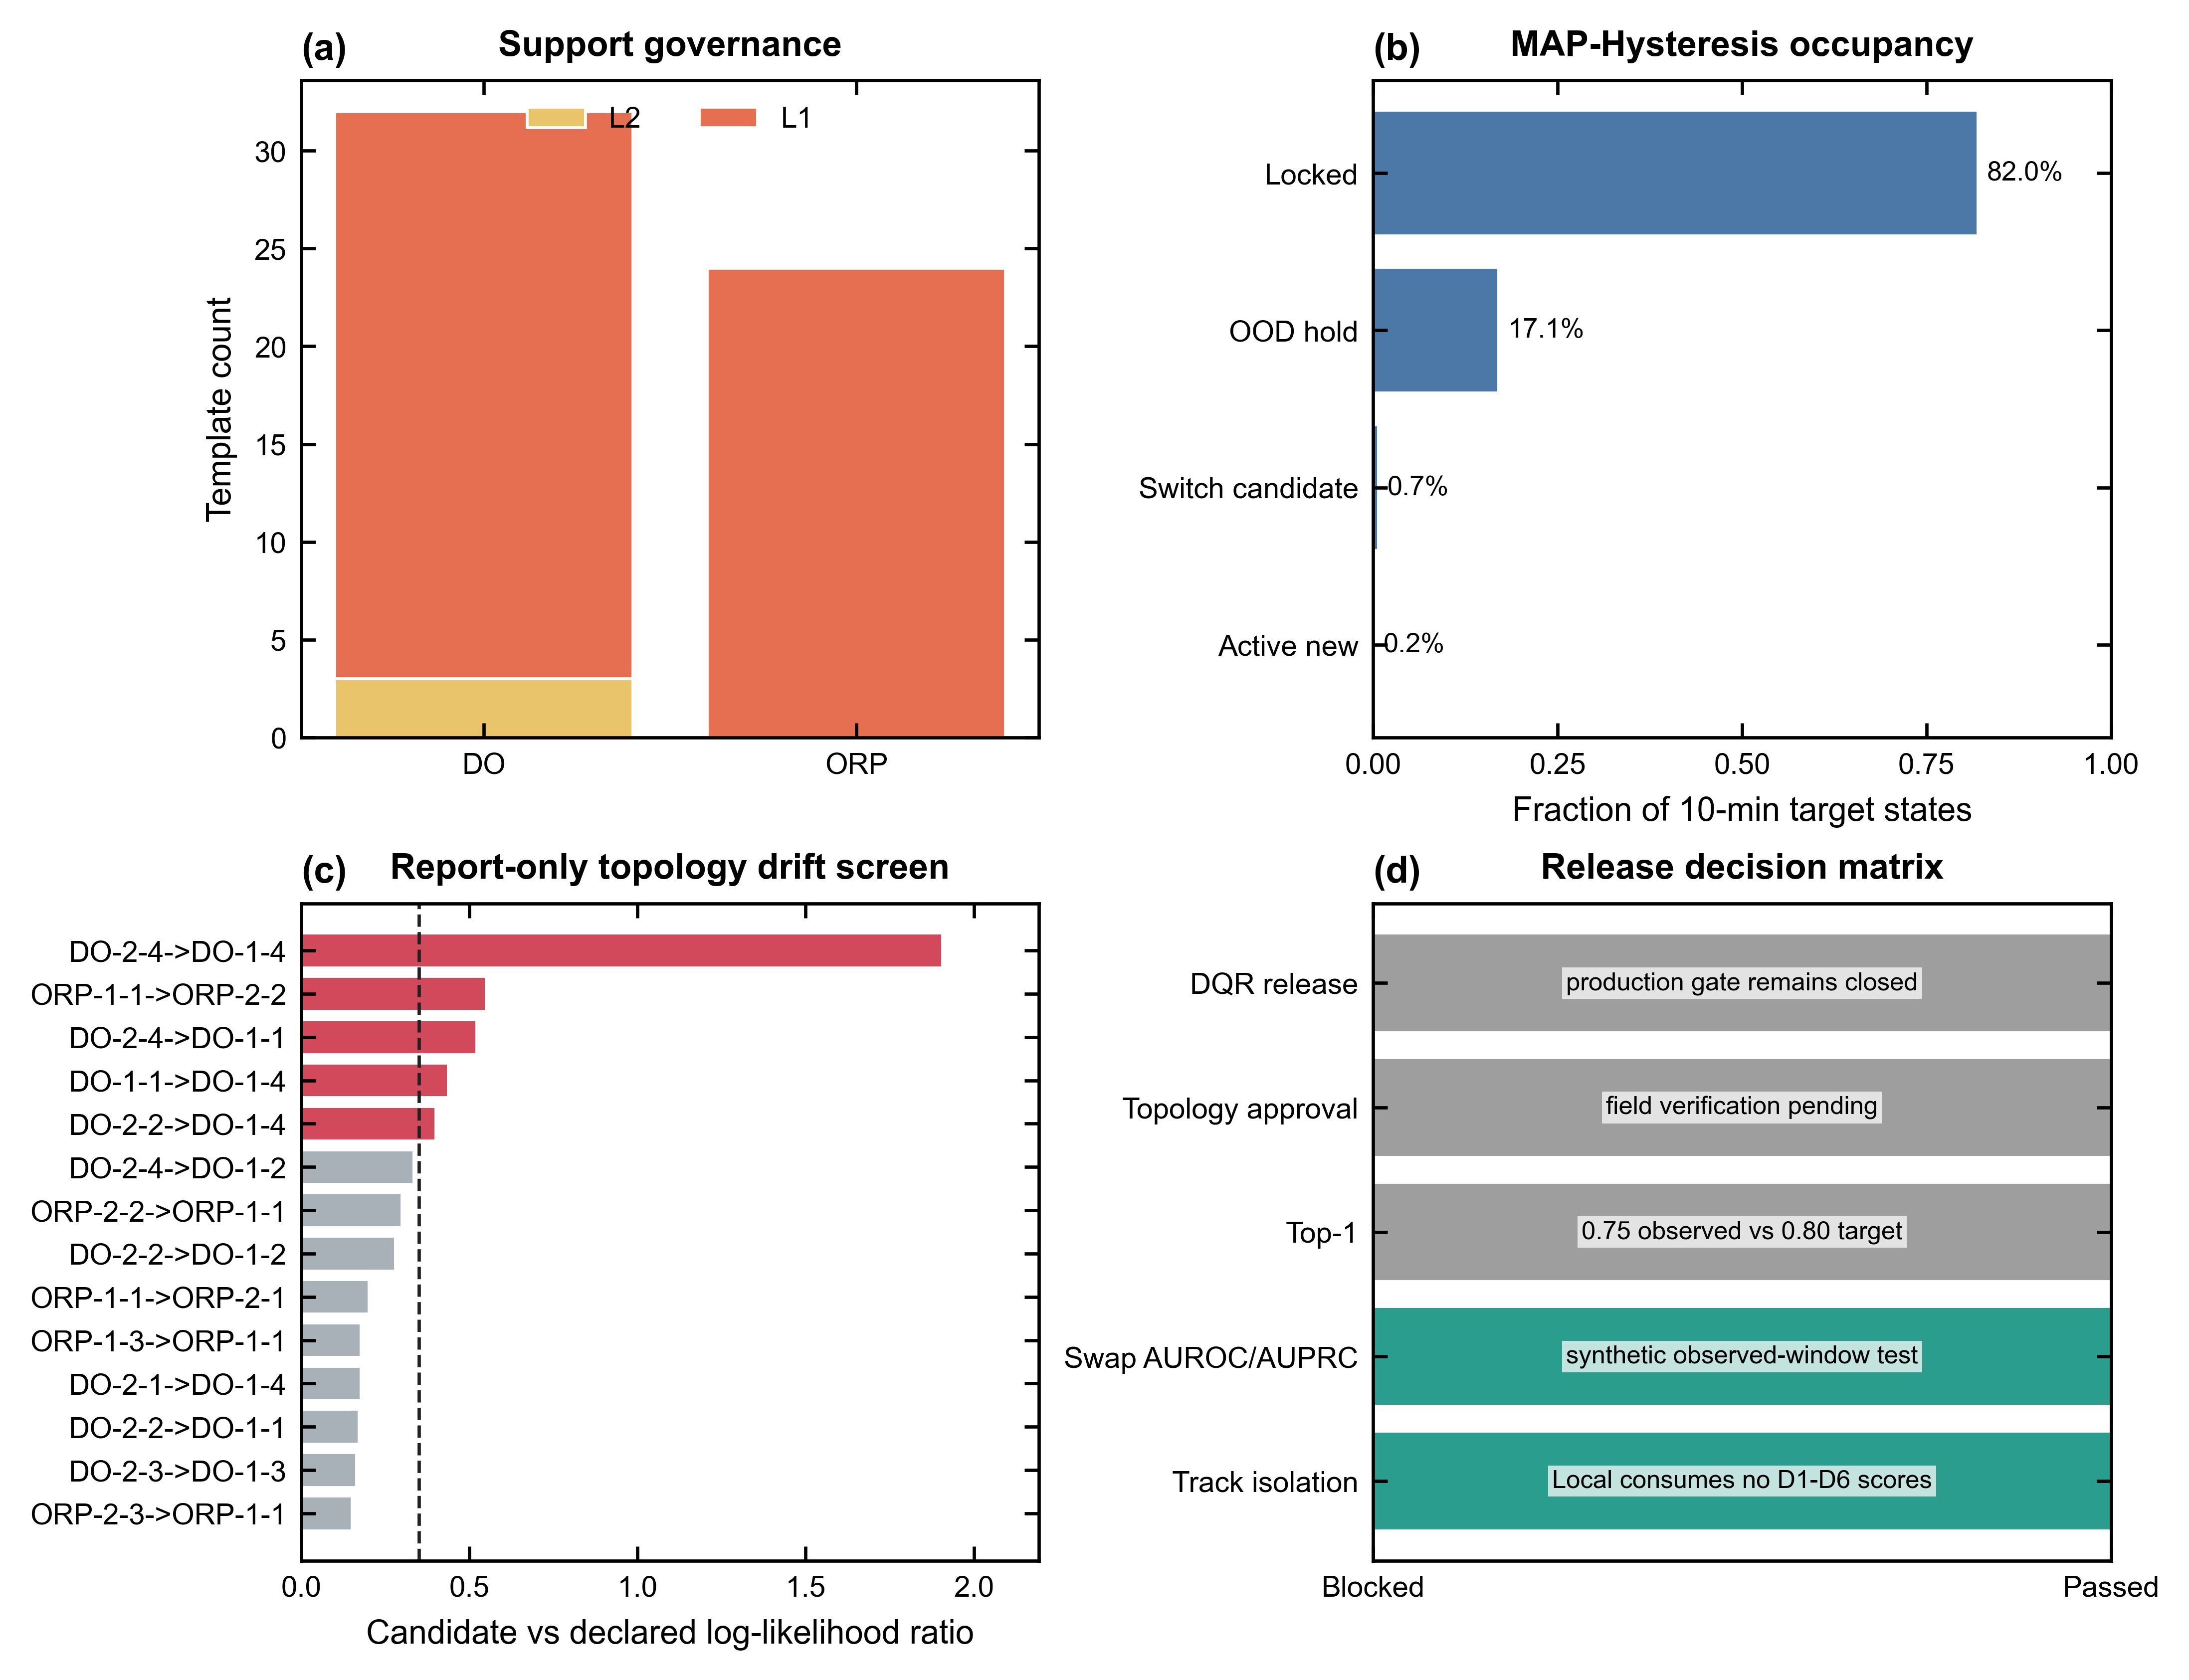 (a) Support governance
L2 L1
Template count
30
25
20
15
10
5
0
DO ORP
(b) MAP-Hysteresis occupancy
Locked 82.0%
OOD hold 17.1%
Switch candidate 0.7%
Active new 0.2%
0.00 0.25 0.50 0.75 1.00
Fraction of 10-min target states
(c) Report-only topology drift screen
DO-2-4->DO-1-4
ORP-1-1->ORP-2-2
DO-2-4->DO-1-1
DO-1-1->DO-1-4
DO-2-2->DO-1-4
DO-2-4->DO-1-2
ORP-2-2->ORP-1-1
DO-2-2->DO-1-2
ORP-1-1->ORP-2-1
ORP-1-3->ORP-1-1
DO-2-1->DO-1-4
DO-2-2->DO-1-1
DO-2-3->DO-1-3
ORP-2-3->ORP-1-1
0.0 0.5 1.0 1.5 2.0
Candidate vs declared log-likelihood ratio
(d) Release decision matrix
DQR release production gate remains closed
Topology approval field verification pending
Top-1 0.75 observed vs 0.80 target
Swap AUROC/AUPRC synthetic observed-window test
Track isolation Local consumes no D1-D6 scores
Blocked Passed